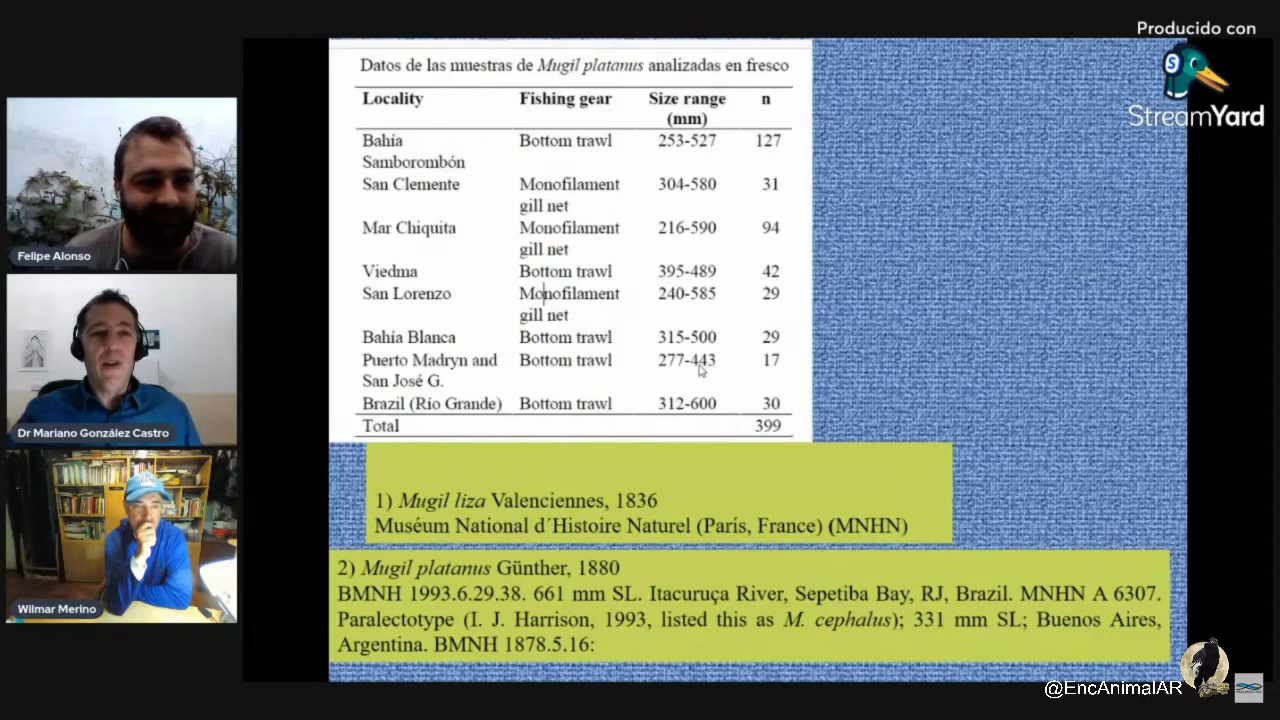 Producido con
StreamYard
Datos de las muestras de Mugil platanus analizadas en fresco
Locality Fishing gear Size range (mm) n
Bahía Samborombón Bottom trawl 253-527 127
San Clemente Monofilament gill net 304-580 31
Mar Chiquita Monofilament gill net 216-590 94
Viedma Bottom trawl 395-489 42
San Lorenzo Monofilament gill net 240-585 29
Bahía Blanca Bottom trawl 315-500 29
Puerto Madryn and San José G. Bottom trawl 277-443 17
Brazil (Rio Grande) Bottom trawl 312-600 30
Total 399
1) Mugil liza Valenciennes, 1836
Muséum National d´Histoire Naturel (París, France) (MNHN)
2) Mugil platanus Günther, 1880
BMNH 1993.6.29.38. 661 mm SL. Itacuruça River, Sepetiba Bay, RJ, Brazil. MNHN A 6307.
Paralectotype (I. J. Harrison, 1993, listed this as M. cephalus); 331 mm SL; Buenos Aires,
Argentina. BMNH 1878.5.16:
Felipe Alonso
Dr Mariano González Castro
Wilmar Merino
@EncAnimalAR